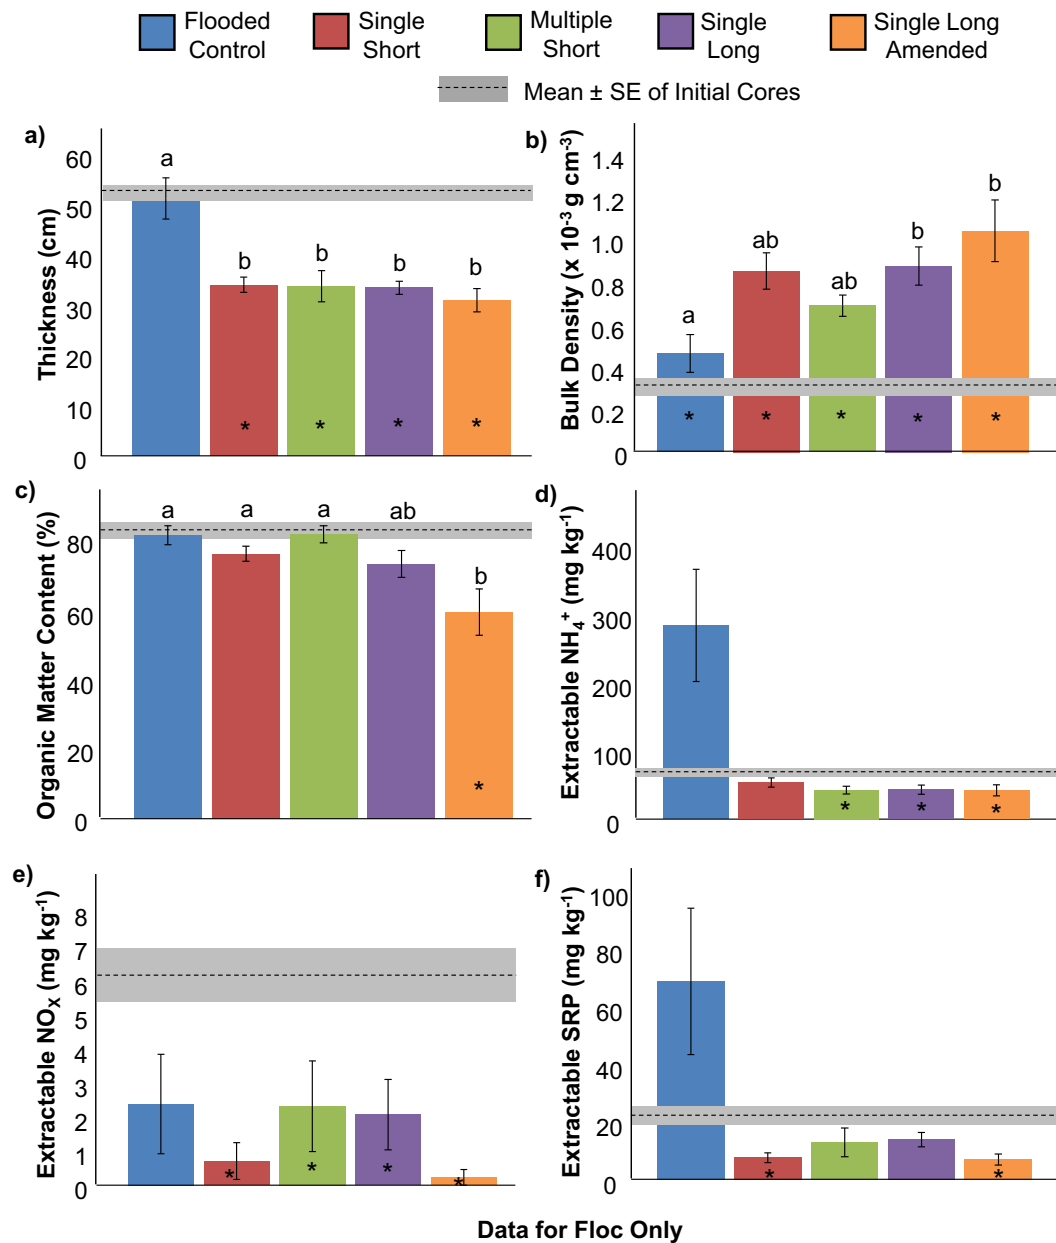 Flooded Control
Single Short
Multiple Short
Single Long
Single Long Amended
Mean ± SE of Initial Cores
a)
Thickness (cm)
60
50
40
30
20
10
0
a
b
b
b
b
*
*
*
*
b)
Bulk Density (x 10⁻³ g cm⁻³)
1.4
1.2
1.0
0.8
0.6
0.4
0.2
0
a
ab
ab
b
b
*
*
*
*
*
c)
Organic Matter Content (%)
80
60
40
20
0
a
a
a
ab
b
*
d)
Extractable NH₄⁺ (mg kg⁻¹)
400
300
200
100
0
*
*
*
e)
Extractable NOₓ (mg kg⁻¹)
8
7
6
5
4
3
2
1
0
*
*
*
*
f)
Extractable SRP (mg kg⁻¹)
100
80
60
40
20
0
*
*
Data for Floc Only